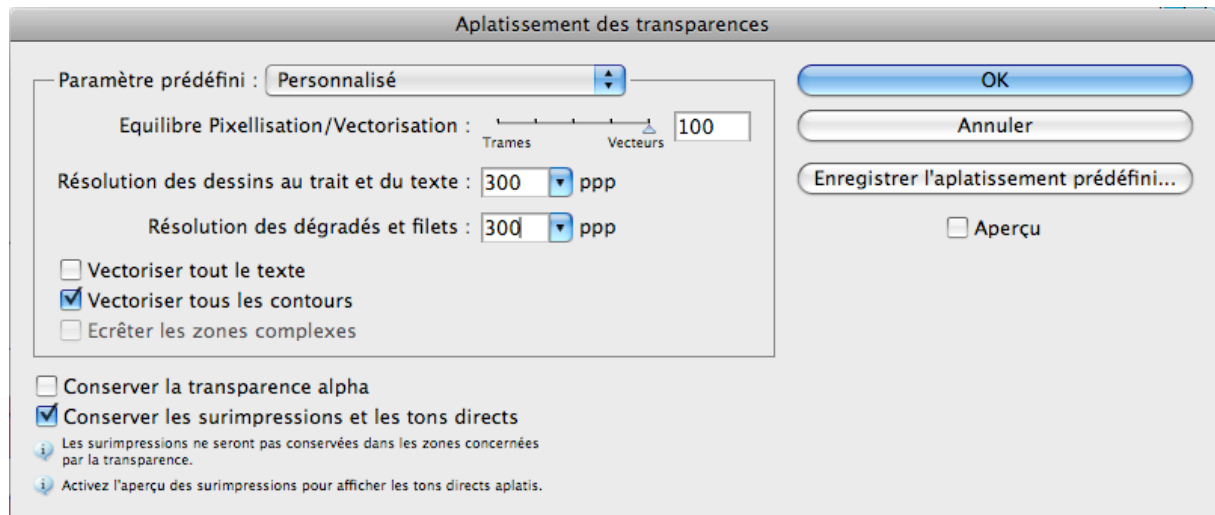 Aplatissement des transparences
Paramètre prédéfini : Personnalisé
OK
Equilibre Pixellisation/Vectorisation : 100
Trames Vecteurs
Annuler
Résolution des dessins au trait et du texte : 300 ppp
Enregistrer l'aplatissement prédéfini...
Résolution des dégradés et filets : 300 ppp
Aperçu
Vectoriser tout le texte
Vectoriser tous les contours
Ecrêter les zones complexes
Conserver la transparence alpha
Conserver les surimpressions et les tons directs
Les surimpressions ne seront pas conservées dans les zones concernées
par la transparence.
Activez l'aperçu des surimpressions pour afficher les tons directs aplatis.